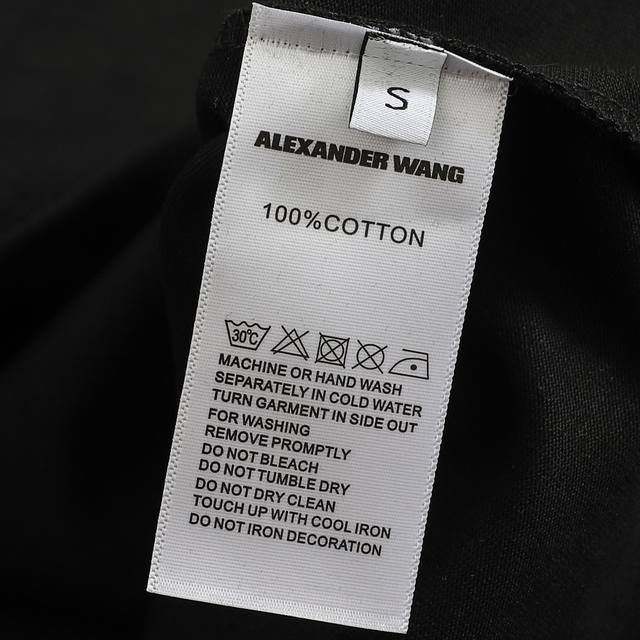 S
ALEXANDER WANG
100%COTTON
30℃
MACHINE OR HAND WASH
SEPARATELY IN COLD WATER
TURN GARMENT IN SIDE OUT
FOR WASHING
REMOVE PROMPTLY
DO NOT BLEACH
DO NOT TUMBLE DRY
DO NOT DRY CLEAN
TOUCH UP WITH COOL IRON
DO NOT IRON DECORATION